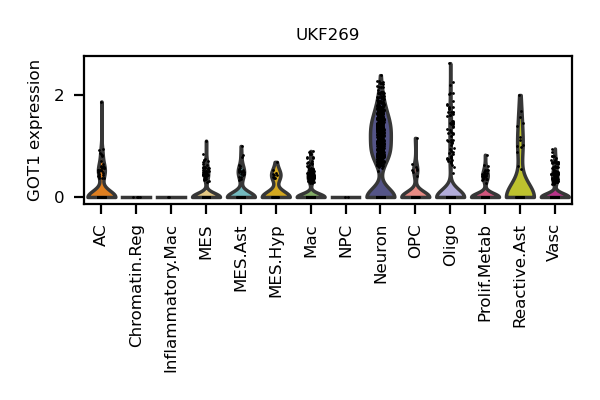 UKF269
GOT1 expression
2
0
AC
Chromatin.Reg
Inflammatory.Mac
MES
MES.Ast
MES.Hyp
Mac
NPC
Neuron
OPC
Oligo
Prolif.Metab
Reactive.Ast
Vasc